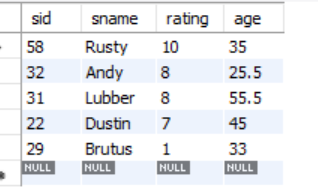 sid sname rating age
58 Rusty 10 35
32 Andy 8 25.5
31 Lubber 8 55.5
22 Dustin 7 45
29 Brutus 1 33
NULL NULL NULL NULL